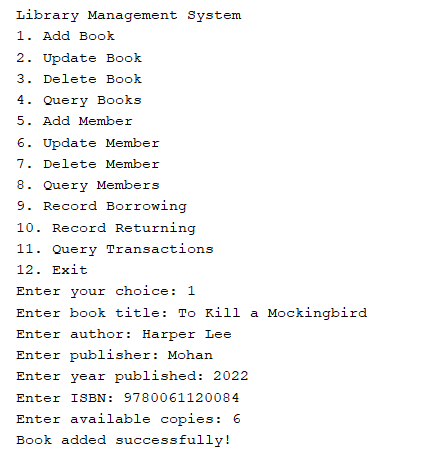 Library Management System
1. Add Book
2. Update Book
3. Delete Book
4. Query Books
5. Add Member
6. Update Member
7. Delete Member
8. Query Members
9. Record Borrowing
10. Record Returning
11. Query Transactions
12. Exit
Enter your choice: 1
Enter book title: To Kill a Mockingbird
Enter author: Harper Lee
Enter publisher: Mohan
Enter year published: 2022
Enter ISBN: 9780061120084
Enter available copies: 6
Book added successfully!